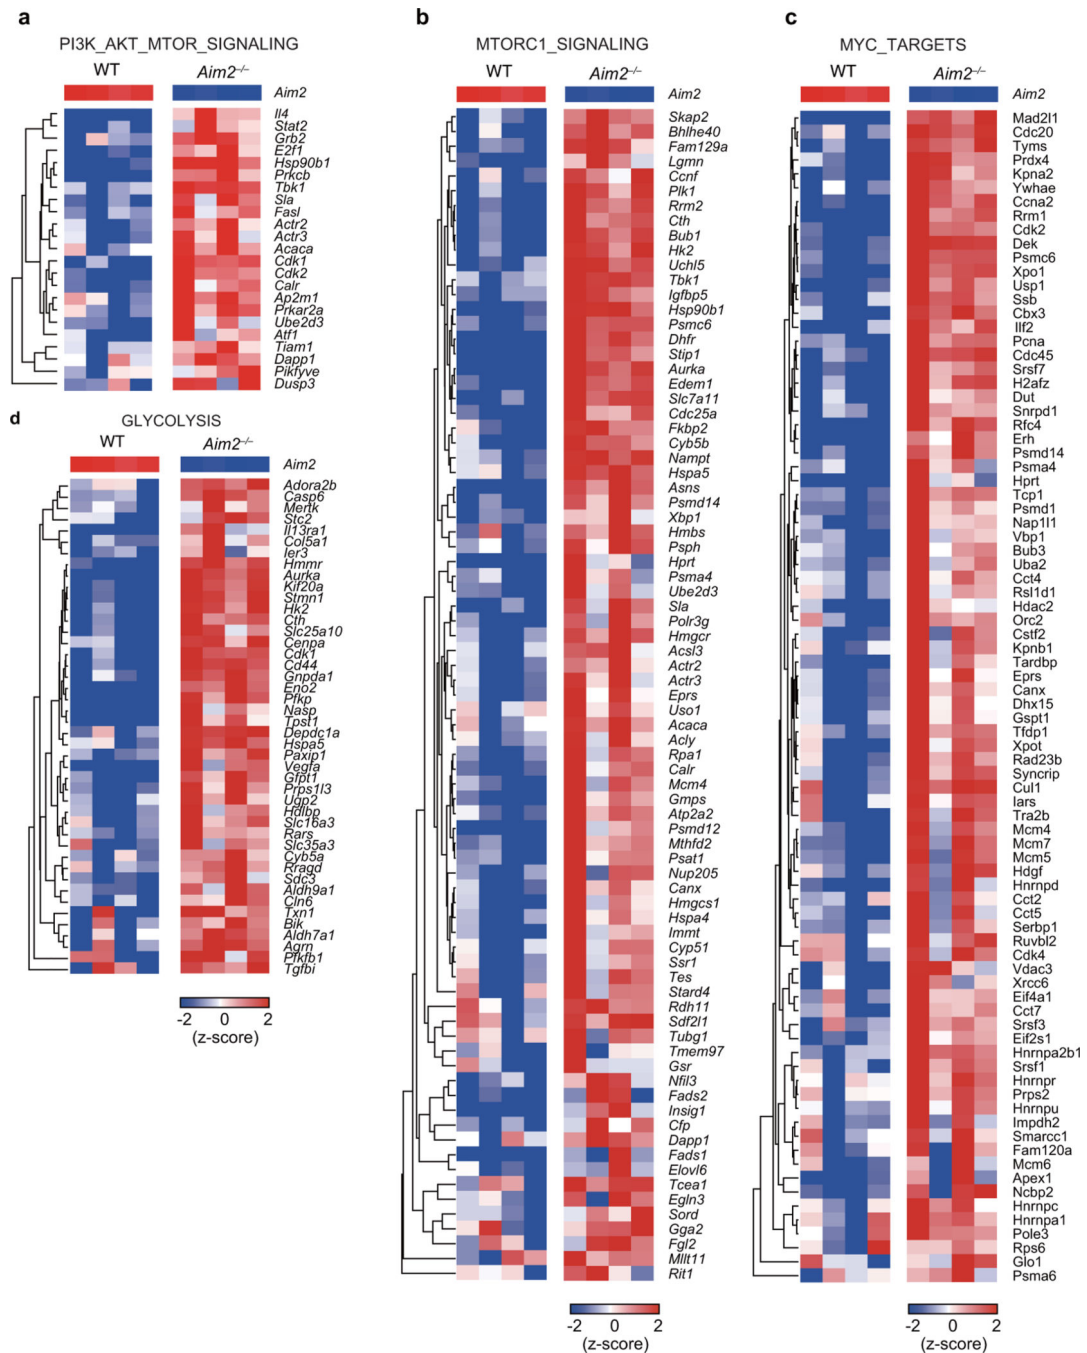 a
PI3K_AKT_MTOR_SIGNALING
WT
Aim2–/–
Aim2
Il4
Stat2
Grb2
E2f1
Hsp90b1
Prkcb
Tbk1
Sla
Fasl
Actr2
Actr3
Acaca
Cdk1
Cdk2
Calr
Ap2m1
Prkar2a
Ube2d3
Atf1
Tiam1
Dapp1
Pikfyve
Dusp3
d
GLYCOLYSIS
WT
Aim2–/–
Aim2
Adora2b
Casp6
Mertk
Stc2
Il13ra1
Col5a1
Ier3
Hmmr
Aurka
Kif20a
Stmn1
Hk2
Cth
Slc25a10
Cenpa
Cdk1
Cd44
Gnpda1
Eno2
Pfkp
Nasp
Tpst1
Depdc1a
Hspa5
Paxip1
Vegfa
Gfpt1
Prps1l3
Ugp2
Hdlbp
Slc16a3
Rars
Slc35a3
Cyb5a
Rragd
Sdc3
Aldh9a1
Cln6
Txn1
Bik
Aldh7a1
Agrn
Pfkfb1
Tgfbi
-2 0 2
(z-score)
b
MTORC1_SIGNALING
WT
Aim2–/–
Aim2
Skap2
Bhlhe40
Fam129a
Lgmn
Ccnf
Plk1
Rrm2
Cth
Bub1
Hk2
Uchl5
Tbk1
Igfbp5
Hsp90b1
Psmc6
Dhfr
Stip1
Aurka
Edem1
Slc7a11
Cdc25a
Fkbp2
Cyb5b
Nampt
Hspa5
Asns
Psmd14
Xbp1
Hmbs
Psph
Hprt
Psma4
Ube2d3
Sla
Polr3g
Hmgcr
Acsl3
Actr2
Actr3
Eprs
Uso1
Acaca
Acly
Rpa1
Calr
Mcm4
Gmps
Atp2a2
Psmd12
Mthfd2
Psat1
Nup205
Canx
Hmgcs1
Hspa4
Immt
Cyp51
Ssr1
Tes
Stard4
Rdh11
Sdf2l1
Tubg1
Tmem97
Gsr
Nfil3
Fads2
Insig1
Cfp
Dapp1
Fads1
Elovl6
Tcea1
Egln3
Sord
Gga2
Fgl2
Mllt11
Rit1
-2 0 2
(z-score)
c
MYC_TARGETS
WT
Aim2–/–
Aim2
Mad2l1
Cdc20
Tyms
Prdx4
Kpna2
Ywhae
Ccna2
Rrm1
Cdk2
Dek
Psmc6
Xpo1
Usp1
Ssb
Cbx3
Ilf2
Pcna
Cdc45
Srsf7
H2afz
Dut
Snrpd1
Rfc4
Erh
Psmd14
Psma4
Hprt
Tcp1
Psmd1
Nap1l1
Vbp1
Bub3
Uba2
Cct4
Rsl1d1
Hdac2
Orc2
Cstf2
Kpnb1
Tardbp
Eprs
Canx
Dhx15
Gspt1
Tfdp1
Xpot
Rad23b
Syncrip
Cul1
Iars
Tra2b
Mcm4
Mcm7
Mcm5
Hdgf
Hnrnpd
Cct2
Cct5
Serbp1
Ruvbl2
Cdk4
Vdac3
Xrcc6
Eif4a1
Cct7
Srsf3
Eif2s1
Hnrnpa2b1
Srsf1
Hnrnpr
Prps2
Hnrnpu
Impdh2
Smarcc1
Fam120a
Mcm6
Apex1
Ncbp2
Hnrnpc
Hnrnpa1
Pole3
Rps6
Glo1
Psma6
-2 0 2
(z-score)